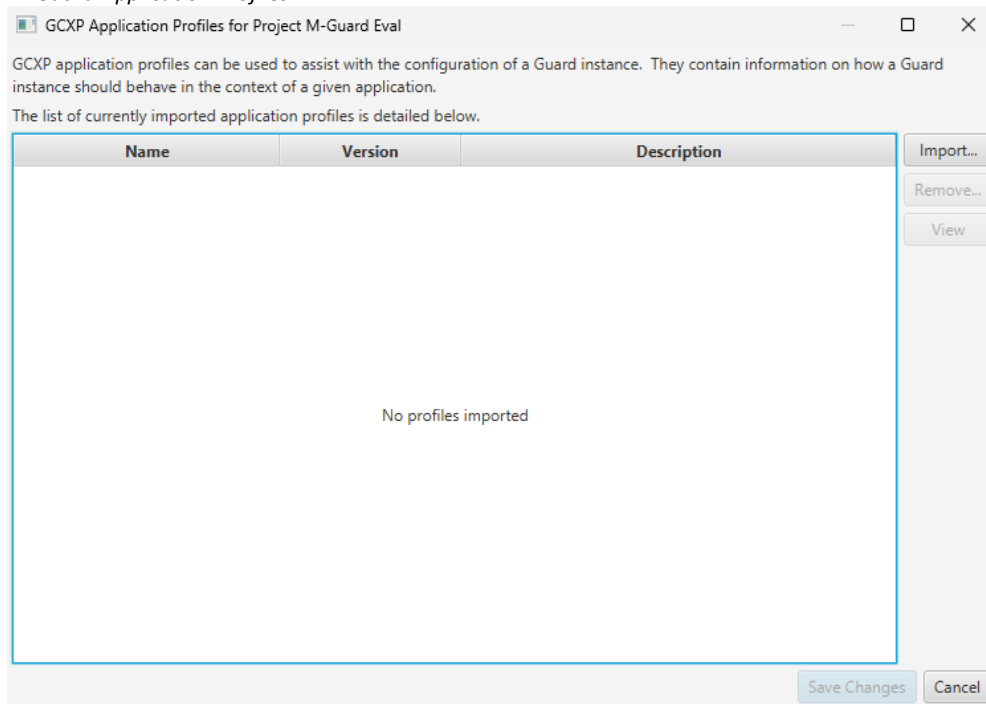 GCXP Application Profiles for Project M-Guard Eval
GCXP application profiles can be used to assist with the configuration of a Guard instance.  They contain information on how a Guard
instance should behave in the context of a given application.
The list of currently imported application profiles is detailed below.
Name Version Description
Import...
Remove...
View
No profiles imported
Save Changes Cancel